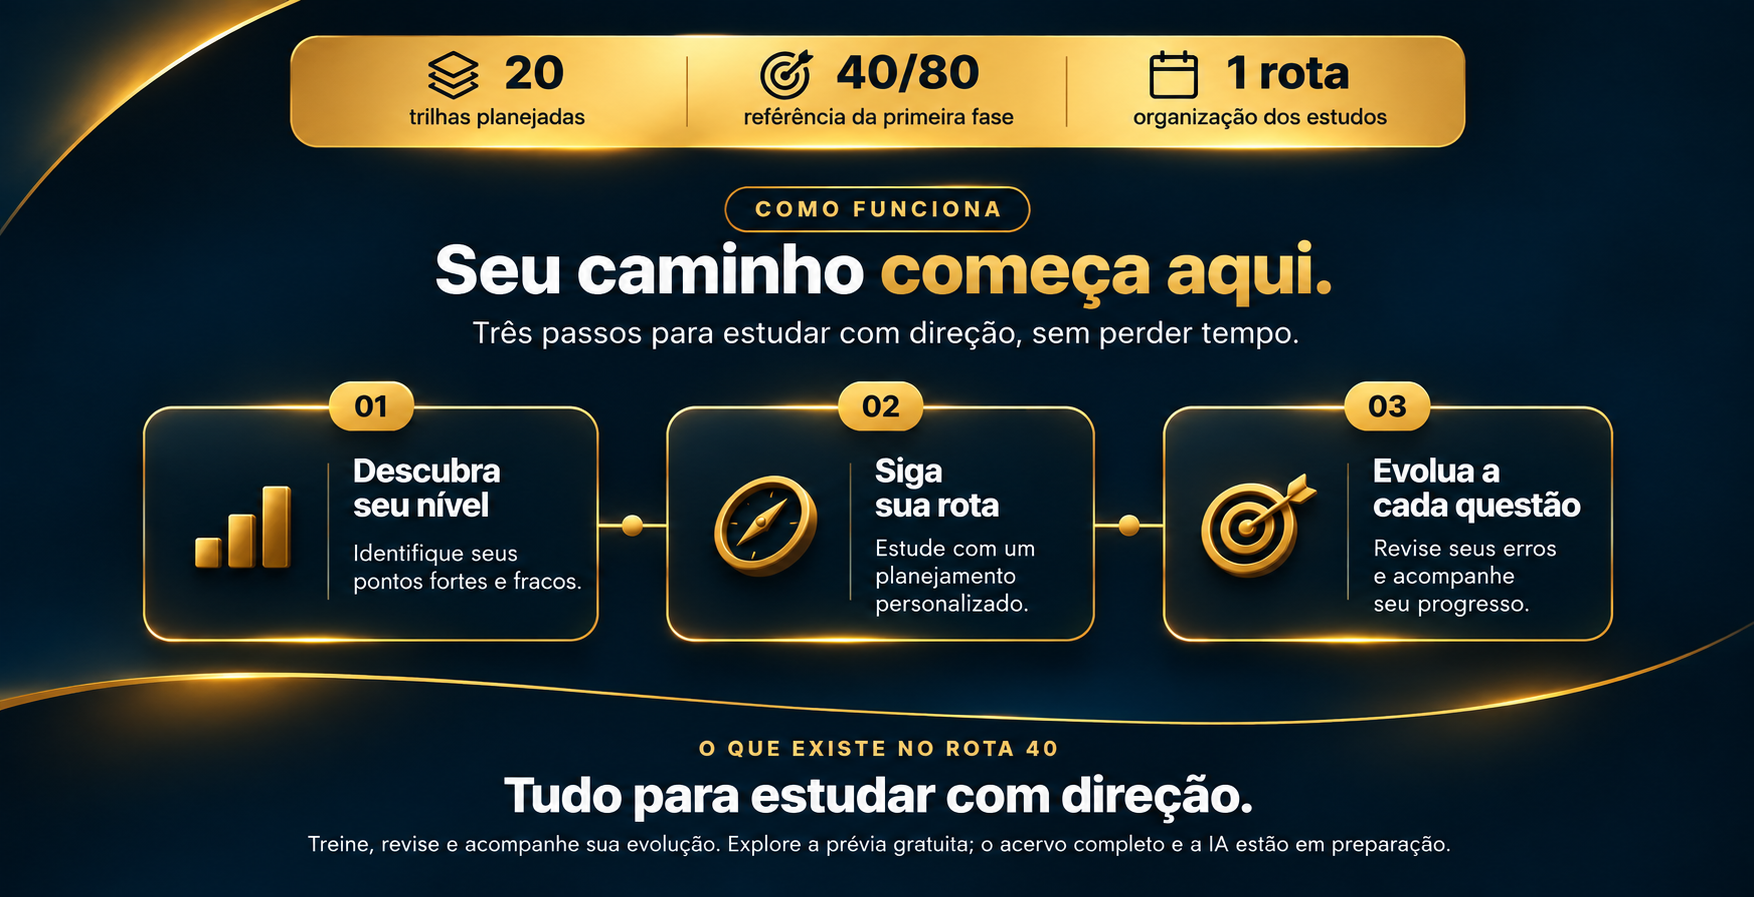 20
trilhas planejadas
40/80
reférência da primeira fase
1 rota
organização dos estudos
COMO FUNCIONA
Seu caminho começa aqui.
Três passos para estudar com direção, sem perder tempo.
01
Descubra
seu nível
Identifique seus
pontos fortes e fracos.
02
Siga
sua rota
Estude com um
planejamento
personalizado.
03
Evolua a
cada questão
Revise seus erros
e acompanhe
seu progresso.
O QUE EXISTE NO ROTA 40
Tudo para estudar com direção.
Treine, revise e acompanhe sua evolução. Explore a prévia gratuita; o acervo completo e a IA estão em preparação.